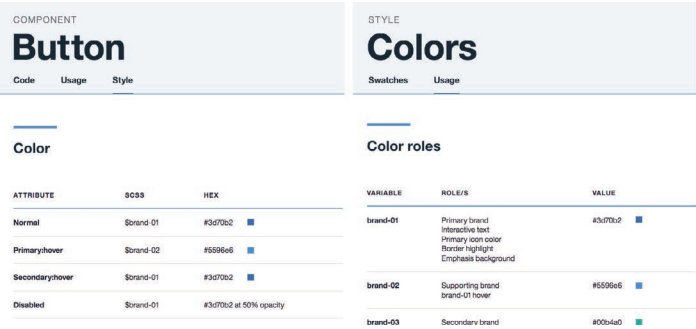 COMPONENT
Button
Code Usage Style
Color
ATTRIBUTE SCSS HEX
Normal $brand-01 #3d70b2
Primary:hover $brand-02 #5596e6
Secondary:hover $brand-01 #3d70b2
Disabled $brand-01 #3d70b2 at 50% opacity
STYLE
Colors
Swatches Usage
Color roles
VARIABLE ROLE/S VALUE
brand-01 Primary brand #3d70b2
Interactive text
Primary icon color
Border highlight
Emphasis background
brand-02 Supporting brand #5596e6
brand-01 hover
brand-03 Secondary brand #00b4a0